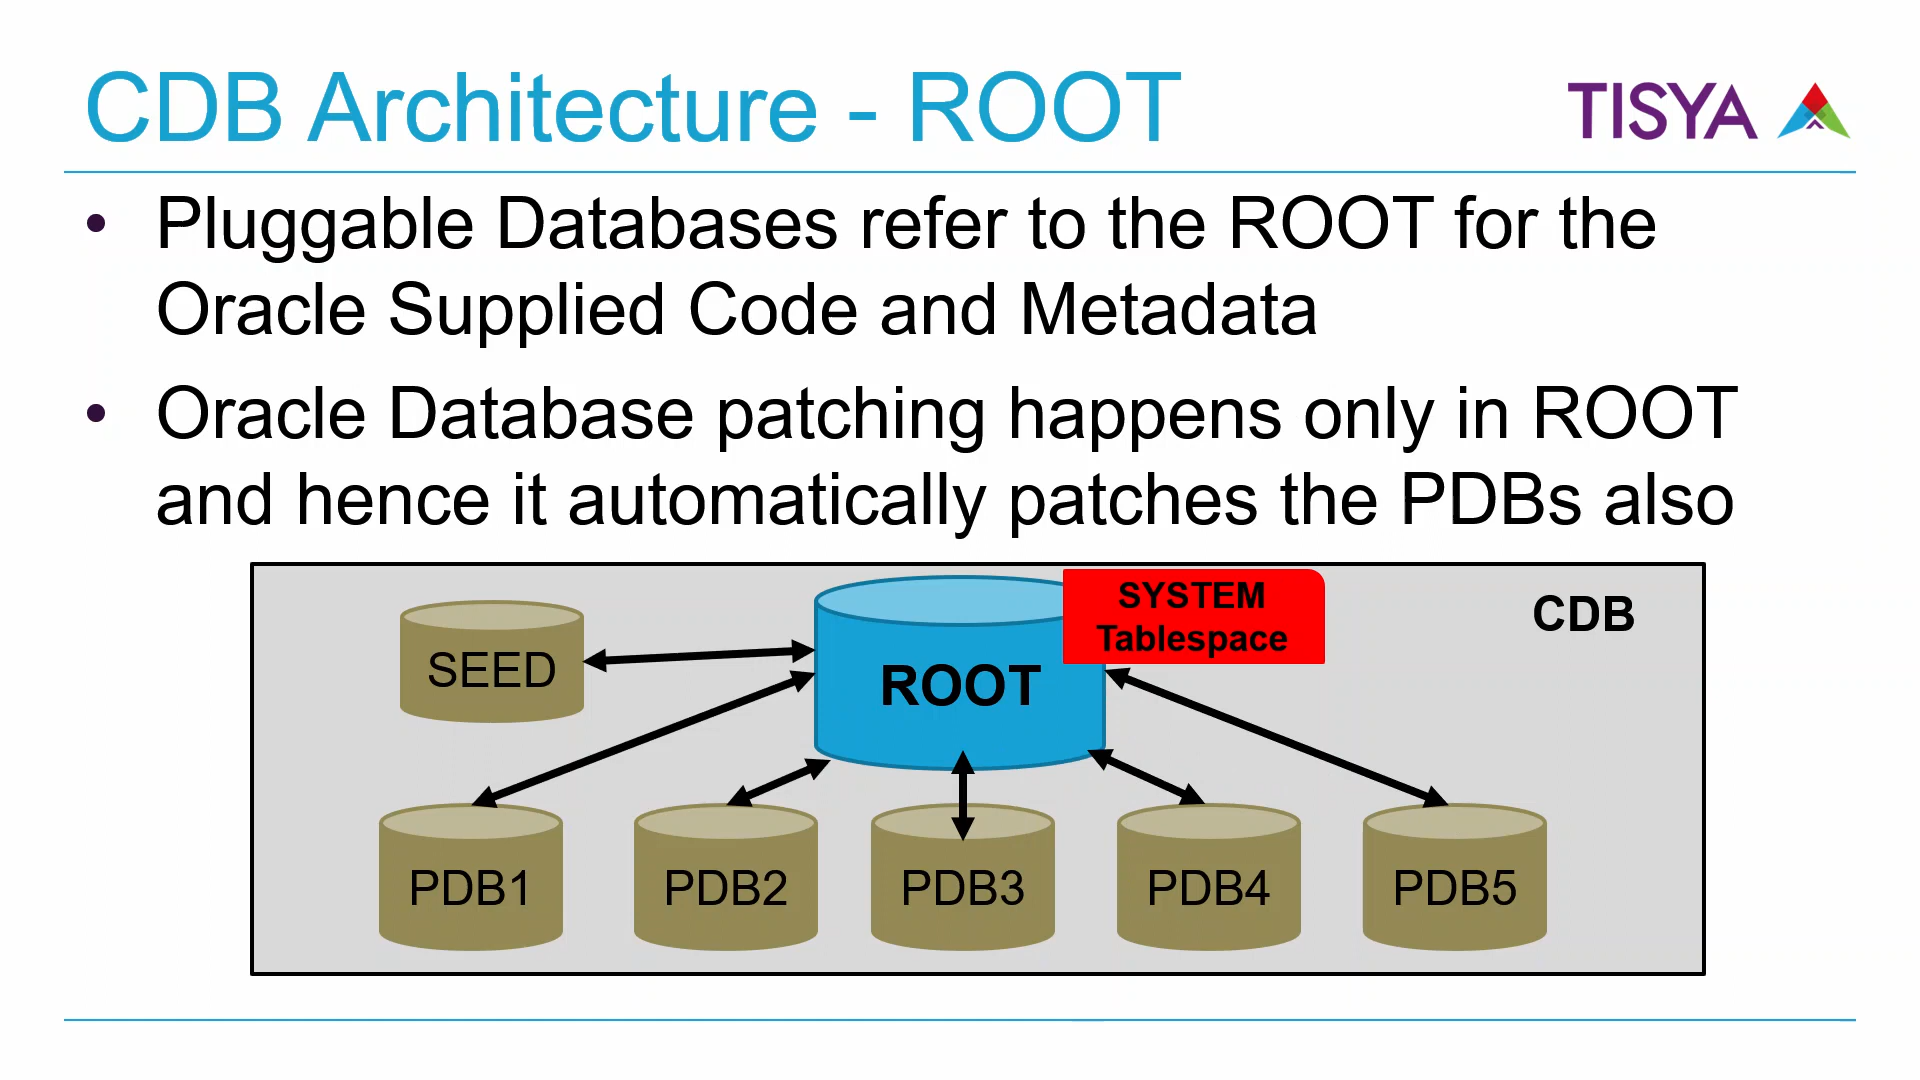 CDB Architecture - ROOT
TISYA
• Pluggable Databases refer to the ROOT for the
Oracle Supplied Code and Metadata
• Oracle Database patching happens only in ROOT
and hence it automatically patches the PDBs also
SYSTEM
Tablespace
CDB
SEED
ROOT
PDB1
PDB2
PDB3
PDB4
PDB5